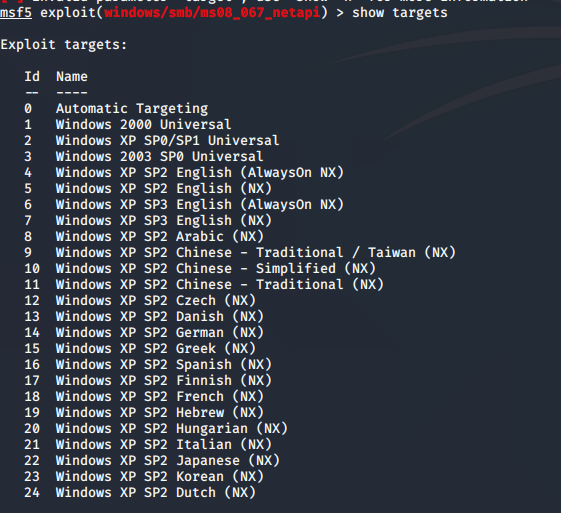 msf5 exploit(windows/smb/ms08_067_netapi) > show targets
Exploit targets:
Id  Name
--  ----
0   Automatic Targeting
1   Windows 2000 Universal
2   Windows XP SP0/SP1 Universal
3   Windows 2003 SP0 Universal
4   Windows XP SP2 English (AlwaysOn NX)
5   Windows XP SP2 English (NX)
6   Windows XP SP3 English (AlwaysOn NX)
7   Windows XP SP3 English (NX)
8   Windows XP SP2 Arabic (NX)
9   Windows XP SP2 Chinese - Traditional / Taiwan (NX)
10  Windows XP SP2 Chinese - Simplified (NX)
11  Windows XP SP2 Chinese - Traditional (NX)
12  Windows XP SP2 Czech (NX)
13  Windows XP SP2 Danish (NX)
14  Windows XP SP2 German (NX)
15  Windows XP SP2 Greek (NX)
16  Windows XP SP2 Spanish (NX)
17  Windows XP SP2 Finnish (NX)
18  Windows XP SP2 French (NX)
19  Windows XP SP2 Hebrew (NX)
20  Windows XP SP2 Hungarian (NX)
21  Windows XP SP2 Italian (NX)
22  Windows XP SP2 Japanese (NX)
23  Windows XP SP2 Korean (NX)
24  Windows XP SP2 Dutch (NX)